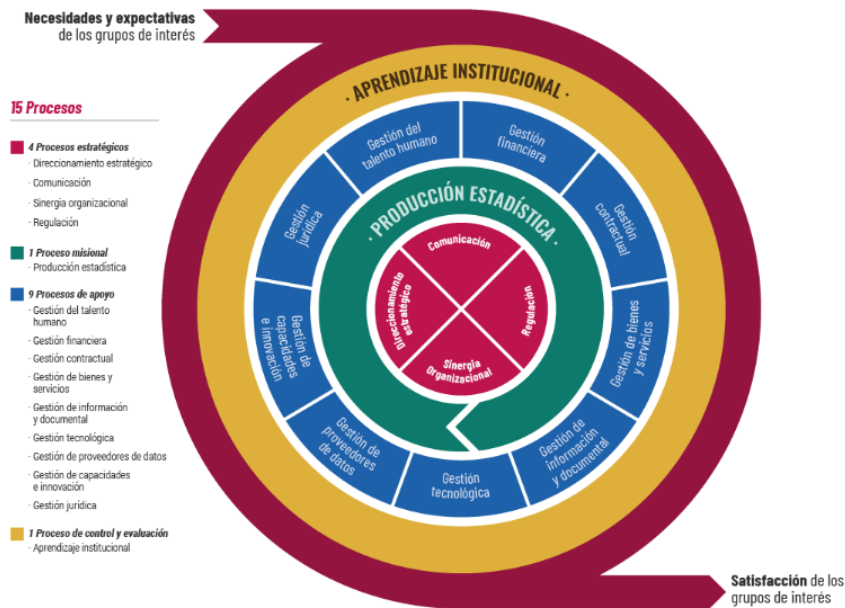 Necesidades y expectativas
de los grupos de interés
15 Procesos
4 Procesos estratégicos
· Direccionamiento estratégico
· Comunicación
· Sinergia organizacional
· Regulación
1 Proceso misional
· Producción estadística
9 Procesos de apoyo
· Gestión del talento
humano
· Gestión financiera
· Gestión contractual
· Gestión de bienes y
servicios
· Gestión de información
y documental
· Gestión tecnológica
· Gestión de proveedores de datos
· Gestión de capacidades
e innovación
· Gestión jurídica
1 Proceso de control y evaluación
· Aprendizaje institucional
· APRENDIZAJE INSTITUCIONAL ·
Gestión del
talento humano
Gestión
financiera
Gestión
contractual
Gestión de bienes
y servicios
Gestión de
información
y documental
Gestión
tecnológica
Gestión de
proveedores
de datos
Gestión de
capacidades
e innovación
Gestión
jurídica
· PRODUCCIÓN ESTADÍSTICA ·
Comunicación
Regulación
Sinergia
Organizacional
Direccionamiento
estratégico
Satisfacción de los
grupos de interés